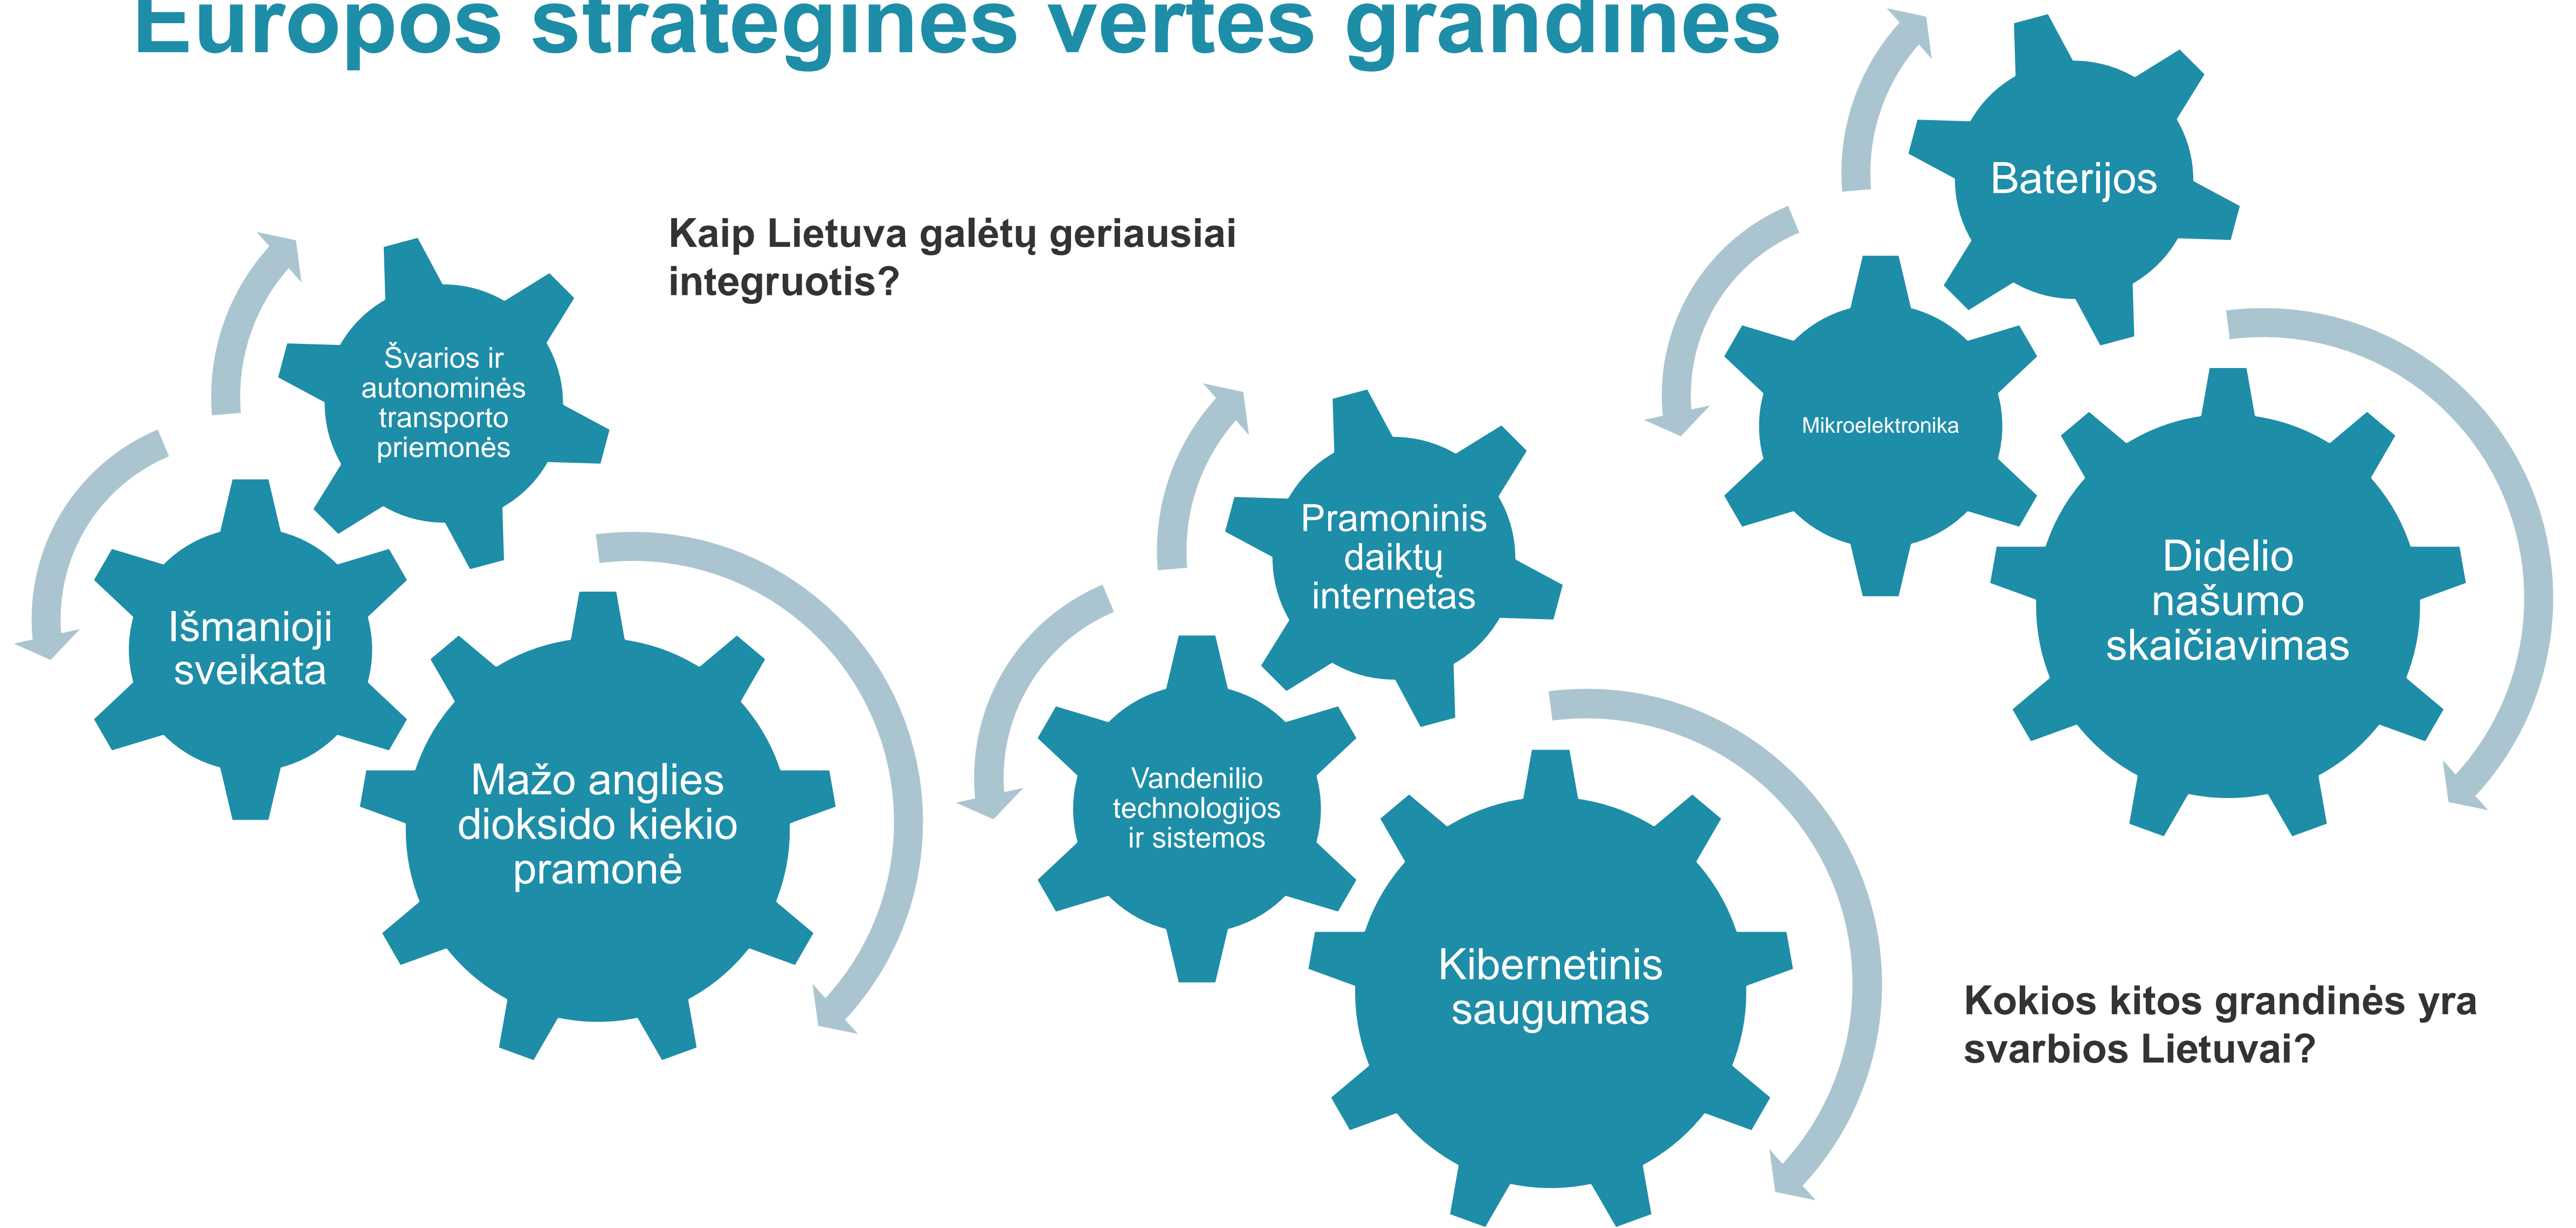 Europos strateginės vertės grandinės
Baterijos
Kaip Lietuva galėtų geriausiai
integruotis?
Švarios ir
autonominės
transporto
priemonės
Mikroelektronika
Pramoninis
daiktų
internetas
Didelio
našumo
skaičiavimas
Išmanioji
sveikata
Mažo anglies
dioksido kiekio
pramonė
Vandenilio
technologijos
ir sistemos
Kibernetinis
saugumas
Kokios kitos grandinės yra
svarbios Lietuvai?